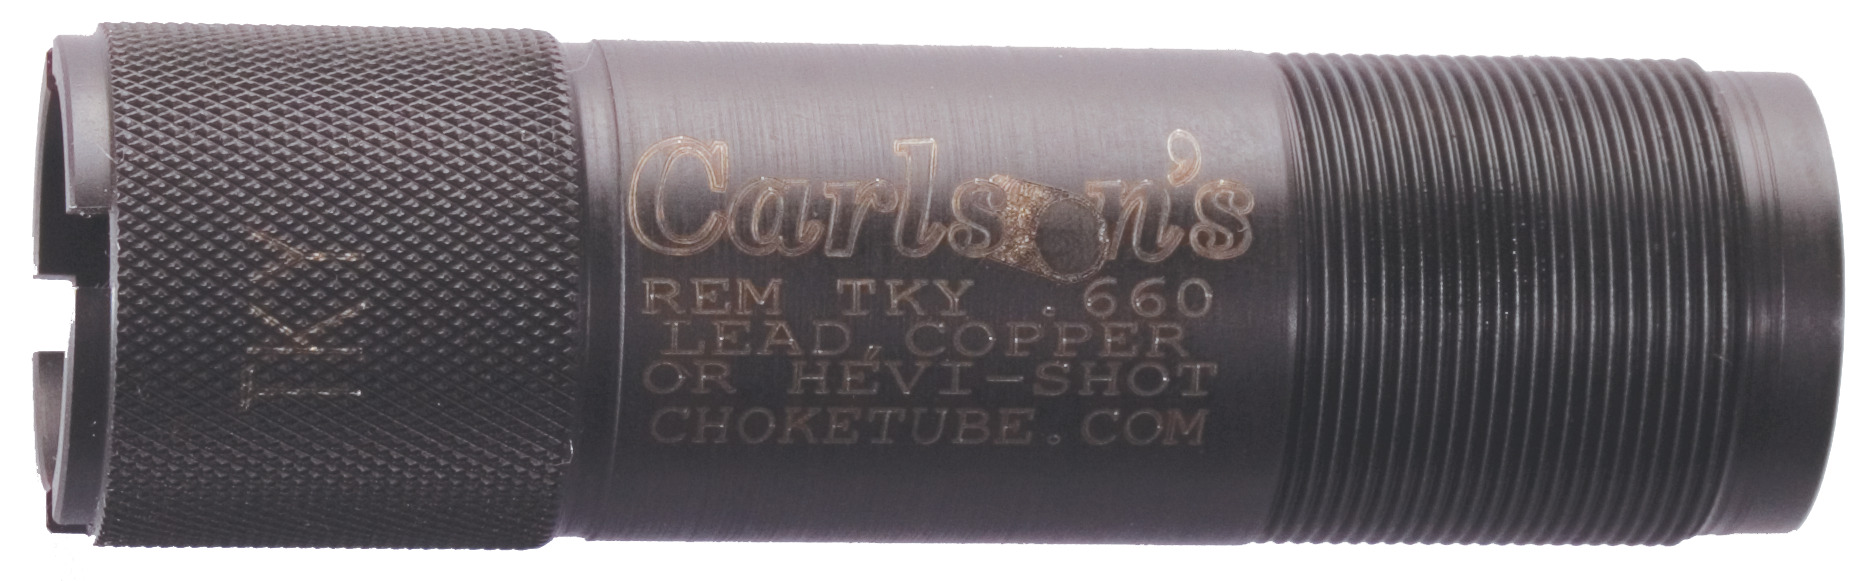 TKY
Carlson's
REM TKY .660
LEAD, COPPER
OR HEVI-SHOT
CHOKETUBE.COM